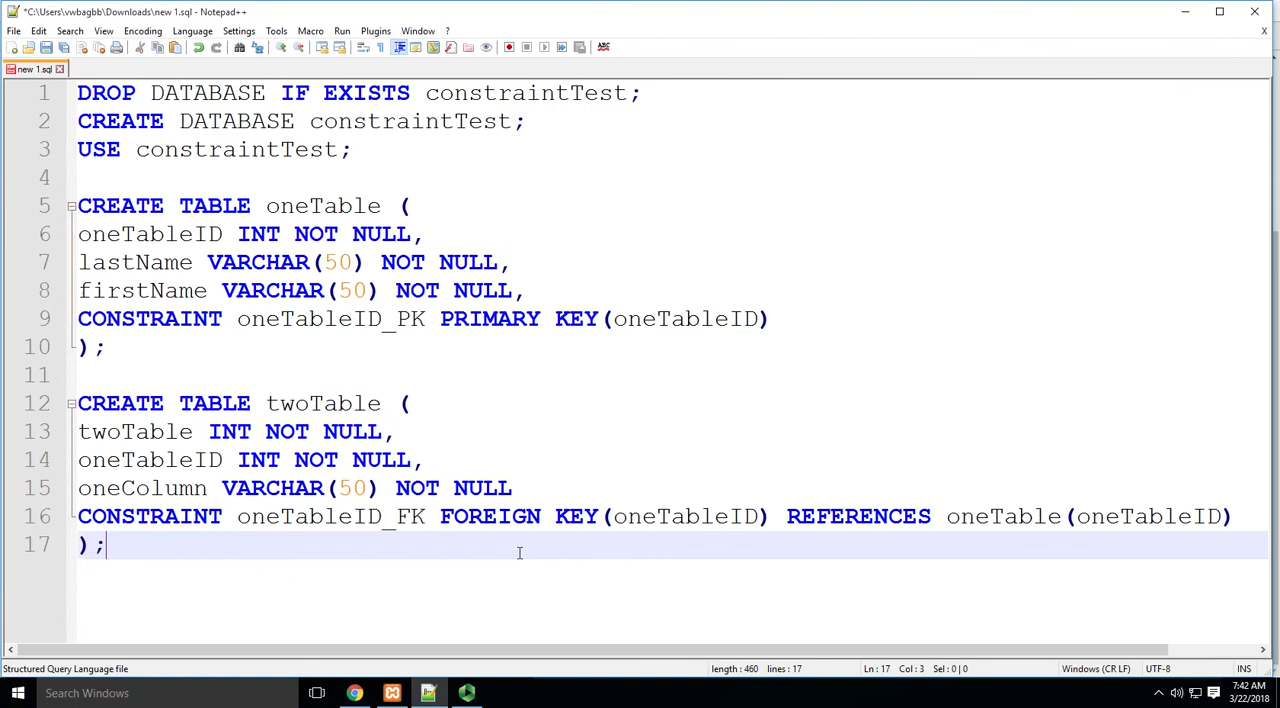 *C:\Users\vwbagbb\Downloads\new 1.sql - Notepad++
File Edit Search View Encoding Language Settings Tools Macro Run Plugins Window ? X
new 1.sql
1 DROP DATABASE IF EXISTS constraintTest;
2 CREATE DATABASE constraintTest;
3 USE constraintTest;
4
5 CREATE TABLE oneTable (
6 oneTableID INT NOT NULL,
7 lastName VARCHAR(50) NOT NULL,
8 firstName VARCHAR(50) NOT NULL,
9 CONSTRAINT oneTableID_PK PRIMARY KEY(oneTableID)
10 );
11
12 CREATE TABLE twoTable (
13 twoTable INT NOT NULL,
14 oneTableID INT NOT NULL,
15 oneColumn VARCHAR(50) NOT NULL
16 CONSTRAINT oneTableID_FK FOREIGN KEY(oneTableID) REFERENCES oneTable(oneTableID)
17 );
Structured Query Language file length : 460 lines : 17 Ln : 17 Col : 3 Sel : 0 | 0 Windows (CR LF) UTF-8 INS
Search Windows 7:42 AM
3/22/2018